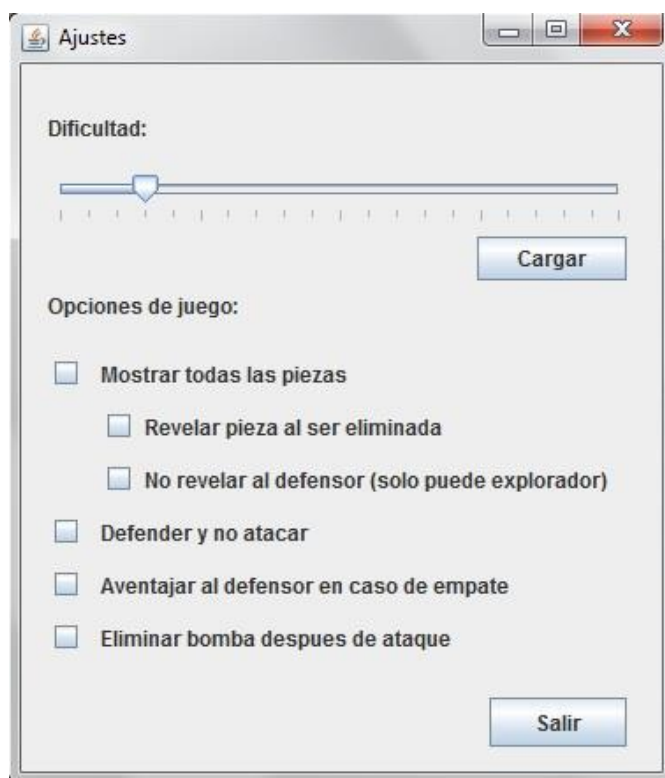 Ajustes
Dificultad:
Cargar
Opciones de juego:
Mostrar todas las piezas
Revelar pieza al ser eliminada
No revelar al defensor (solo puede explorador)
Defender y no atacar
Aventajar al defensor en caso de empate
Eliminar bomba despues de ataque
Salir